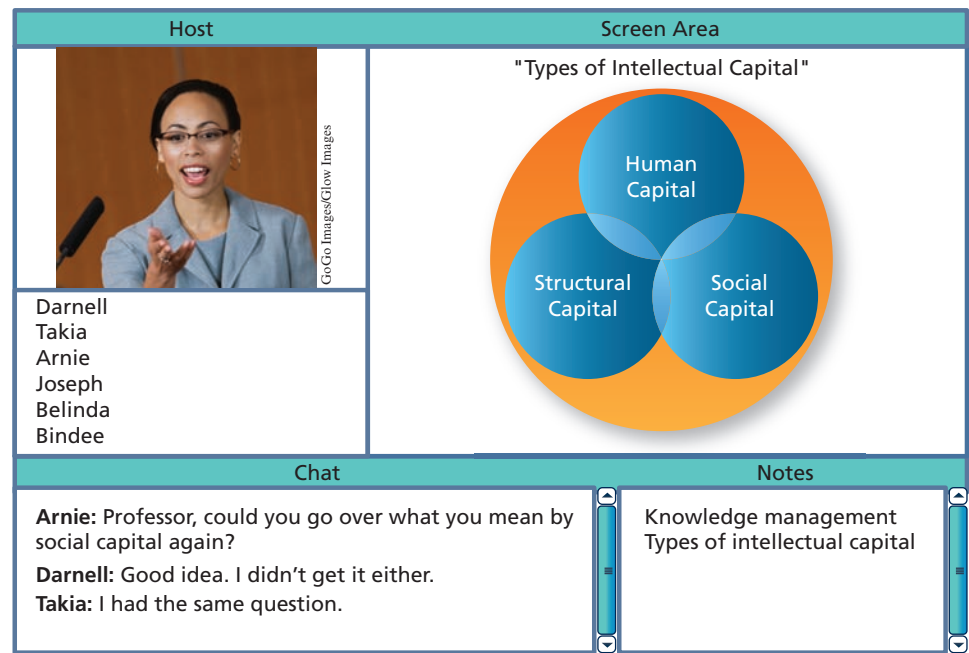 Host
Screen Area
GoGo Images/Glow Images
"Types of Intellectual Capital"
Human
Capital
Structural
Capital
Social
Capital
Darnell
Takia
Arnie
Joseph
Belinda
Bindee
Chat
Notes
Arnie: Professor, could you go over what you mean by
social capital again?
Darnell: Good idea. I didn’t get it either.
Takia: I had the same question.
Knowledge management
Types of intellectual capital